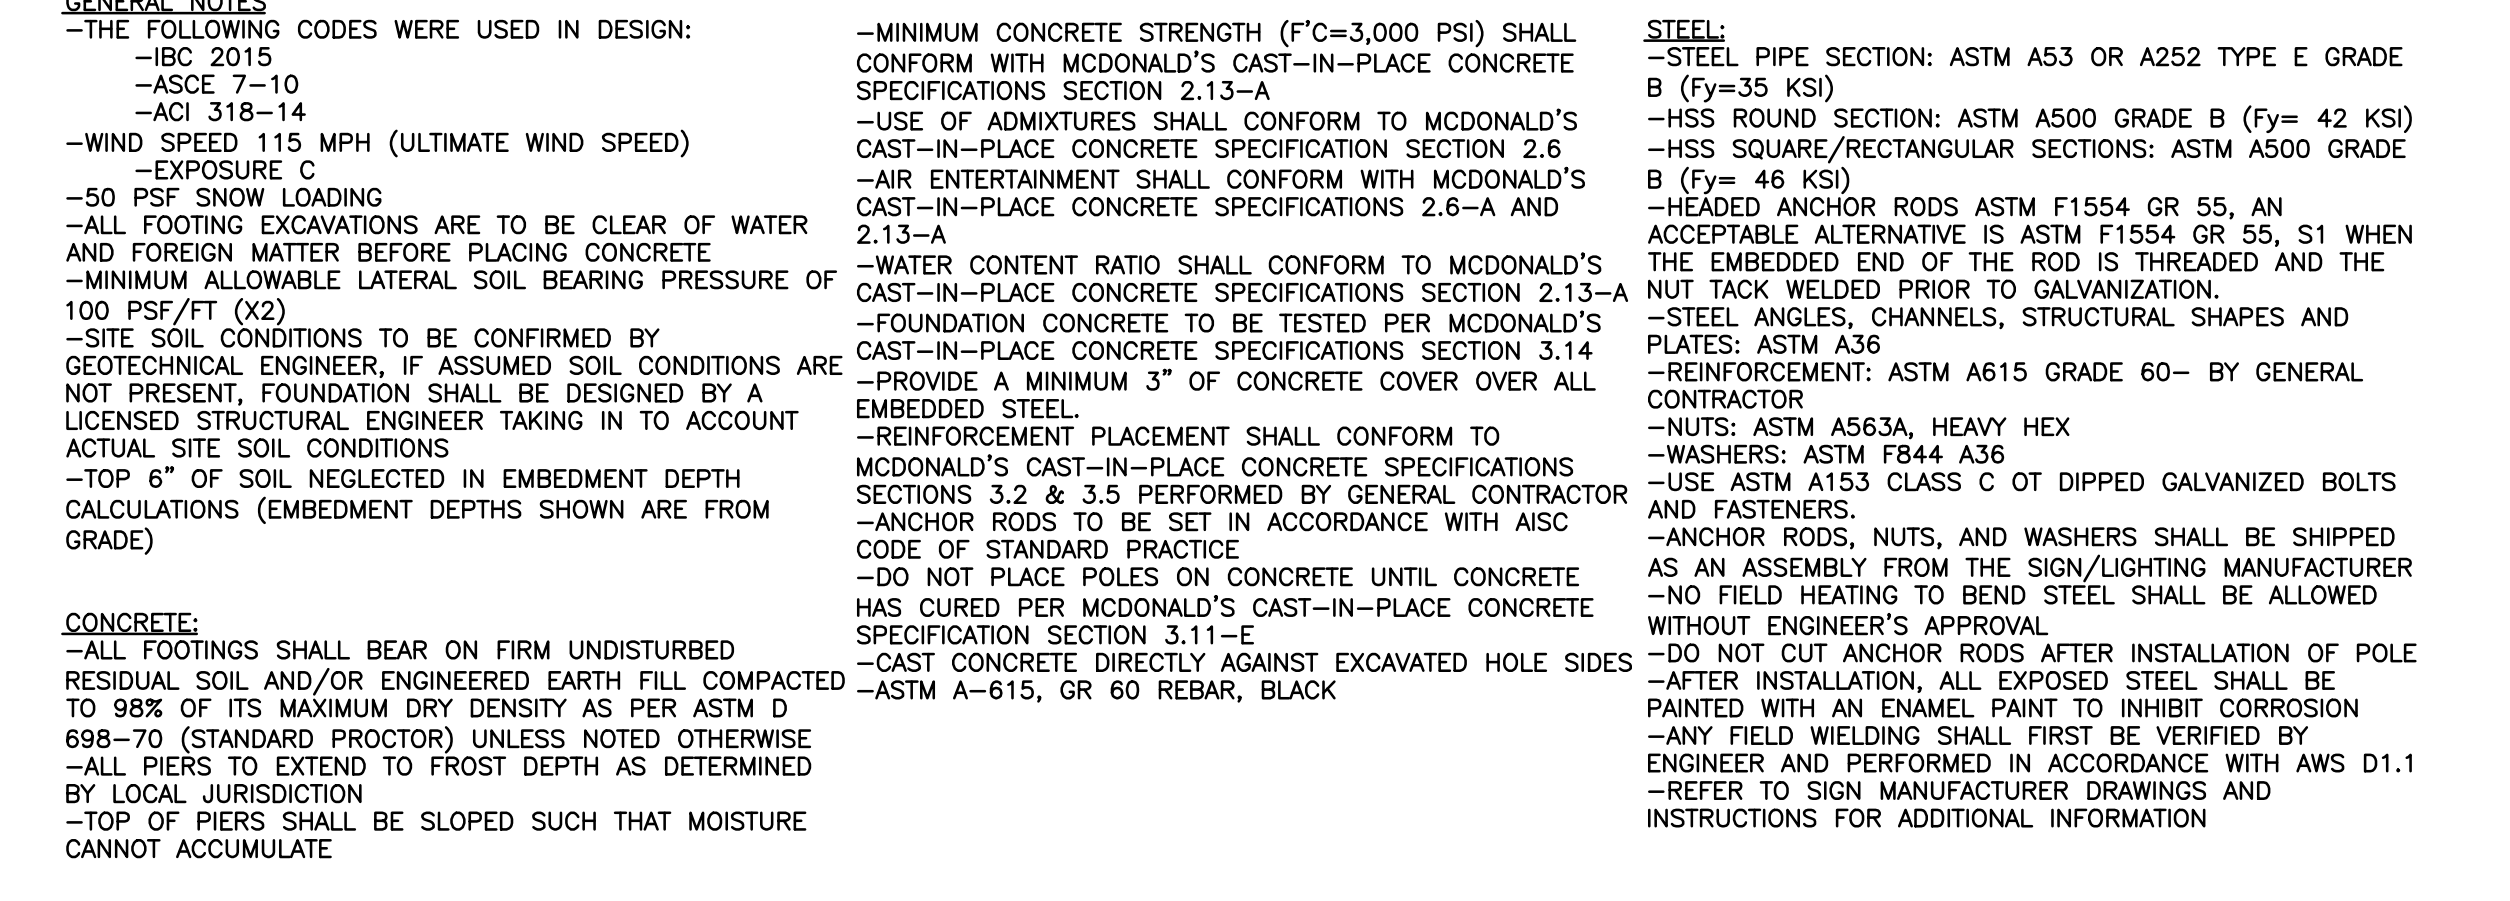 GENERAL NOTES
-THE FOLLOWING CODES WERE USED IN DESIGN:
-IBC 2015
-ASCE 7-10
-ACI 318-14
-WIND SPEED 115 MPH (ULTIMATE WIND SPEED)
-EXPOSURE C
-50 PSF SNOW LOADING
-ALL FOOTING EXCAVATIONS ARE TO BE CLEAR OF WATER
AND FOREIGN MATTER BEFORE PLACING CONCRETE
-MINIMUM ALLOWABLE LATERAL SOIL BEARING PRESSURE OF
100 PSF/FT (X2)
-SITE SOIL CONDITIONS TO BE CONFIRMED BY
GEOTECHNICAL ENGINEER, IF ASSUMED SOIL CONDITIONS ARE
NOT PRESENT, FOUNDATION SHALL BE DESIGNED BY A
LICENSED STRUCTURAL ENGINEER TAKING IN TO ACCOUNT
ACTUAL SITE SOIL CONDITIONS
-TOP 6" OF SOIL NEGLECTED IN EMBEDMENT DEPTH
CALCULATIONS (EMBEDMENT DEPTHS SHOWN ARE FROM
GRADE)
CONCRETE:
-ALL FOOTINGS SHALL BEAR ON FIRM UNDISTURBED
RESIDUAL SOIL AND/OR ENGINEERED EARTH FILL COMPACTED
TO 98% OF ITS MAXIMUM DRY DENSITY AS PER ASTM D
698-70 (STANDARD PROCTOR) UNLESS NOTED OTHERWISE
-ALL PIERS TO EXTEND TO FROST DEPTH AS DETERMINED
BY LOCAL JURISDICTION
-TOP OF PIERS SHALL BE SLOPED SUCH THAT MOISTURE
CANNOT ACCUMULATE
-MINIMUM CONCRETE STRENGTH (F'C=3,000 PSI) SHALL
CONFORM WITH MCDONALD'S CAST-IN-PLACE CONCRETE
SPECIFICATIONS SECTION 2.13-A
-USE OF ADMIXTURES SHALL CONFORM TO MCDONALD'S
CAST-IN-PLACE CONCRETE SPECIFICATION SECTION 2.6
-AIR ENTERTAINMENT SHALL CONFORM WITH MCDONALD'S
CAST-IN-PLACE CONCRETE SPECIFICATIONS 2.6-A AND
2.13-A
-WATER CONTENT RATIO SHALL CONFORM TO MCDONALD'S
CAST-IN-PLACE CONCRETE SPECIFICATIONS SECTION 2.13-A
-FOUNDATION CONCRETE TO BE TESTED PER MCDONALD'S
CAST-IN-PLACE CONCRETE SPECIFICATIONS SECTION 3.14
-PROVIDE A MINIMUM 3" OF CONCRETE COVER OVER ALL
EMBEDDED STEEL.
-REINFORCEMENT PLACEMENT SHALL CONFORM TO
MCDONALD'S CAST-IN-PLACE CONCRETE SPECIFICATIONS
SECTIONS 3.2 & 3.5 PERFORMED BY GENERAL CONTRACTOR
-ANCHOR RODS TO BE SET IN ACCORDANCE WITH AISC
CODE OF STANDARD PRACTICE
-DO NOT PLACE POLES ON CONCRETE UNTIL CONCRETE
HAS CURED PER MCDONALD'S CAST-IN-PLACE CONCRETE
SPECIFICATION SECTION 3.11-E
-CAST CONCRETE DIRECTLY AGAINST EXCAVATED HOLE SIDES
-ASTM A-615, GR 60 REBAR, BLACK
STEEL:
-STEEL PIPE SECTION: ASTM A53 OR A252 TYPE E GRADE
B (Fy=35 KSI)
-HSS ROUND SECTION: ASTM A500 GRADE B (Fy= 42 KSI)
-HSS SQUARE/RECTANGULAR SECTIONS: ASTM A500 GRADE
B (Fy= 46 KSI)
-HEADED ANCHOR RODS ASTM F1554 GR 55, AN
ACCEPTABLE ALTERNATIVE IS ASTM F1554 GR 55, S1 WHEN
THE EMBEDDED END OF THE ROD IS THREADED AND THE
NUT TACK WELDED PRIOR TO GALVANIZATION.
-STEEL ANGLES, CHANNELS, STRUCTURAL SHAPES AND
PLATES: ASTM A36
-REINFORCEMENT: ASTM A615 GRADE 60- BY GENERAL
CONTRACTOR
-NUTS: ASTM A563A, HEAVY HEX
-WASHERS: ASTM F844 A36
-USE ASTM A153 CLASS C OT DIPPED GALVANIZED BOLTS
AND FASTENERS.
-ANCHOR RODS, NUTS, AND WASHERS SHALL BE SHIPPED
AS AN ASSEMBLY FROM THE SIGN/LIGHTING MANUFACTURER
-NO FIELD HEATING TO BEND STEEL SHALL BE ALLOWED
WITHOUT ENGINEER'S APPROVAL
-DO NOT CUT ANCHOR RODS AFTER INSTALLATION OF POLE
-AFTER INSTALLATION, ALL EXPOSED STEEL SHALL BE
PAINTED WITH AN ENAMEL PAINT TO INHIBIT CORROSION
-ANY FIELD WIELDING SHALL FIRST BE VERIFIED BY
ENGINEER AND PERFORMED IN ACCORDANCE WITH AWS D1.1
-REFER TO SIGN MANUFACTURER DRAWINGS AND
INSTRUCTIONS FOR ADDITIONAL INFORMATION